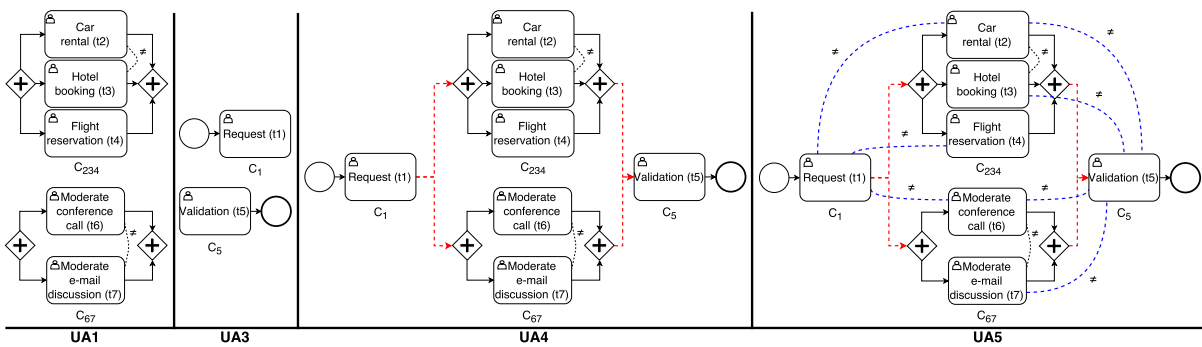 Car
rental (t2)
≠
Hotel
booking (t3)
Flight
reservation (t4)
C234
Moderate
conference
call (t6)
≠
Moderate
e-mail
discussion (t7)
C67
UA1
Request (t1)
C1
Validation (t5)
C5
UA3
Car
rental (t2)
≠
Hotel
booking (t3)
Flight
reservation (t4)
C234
Request (t1)
C1
Validation (t5)
C5
Moderate
conference
call (t6)
≠
Moderate
e-mail
discussion (t7)
C67
UA4
Car
rental (t2)
≠
≠
≠
Hotel
booking (t3)
≠
Flight
reservation (t4)
≠
C234
Request (t1)
C1
Validation (t5)
C5
≠
≠
Moderate
conference
call (t6)
≠
Moderate
e-mail
discussion (t7)
≠
C67
UA5